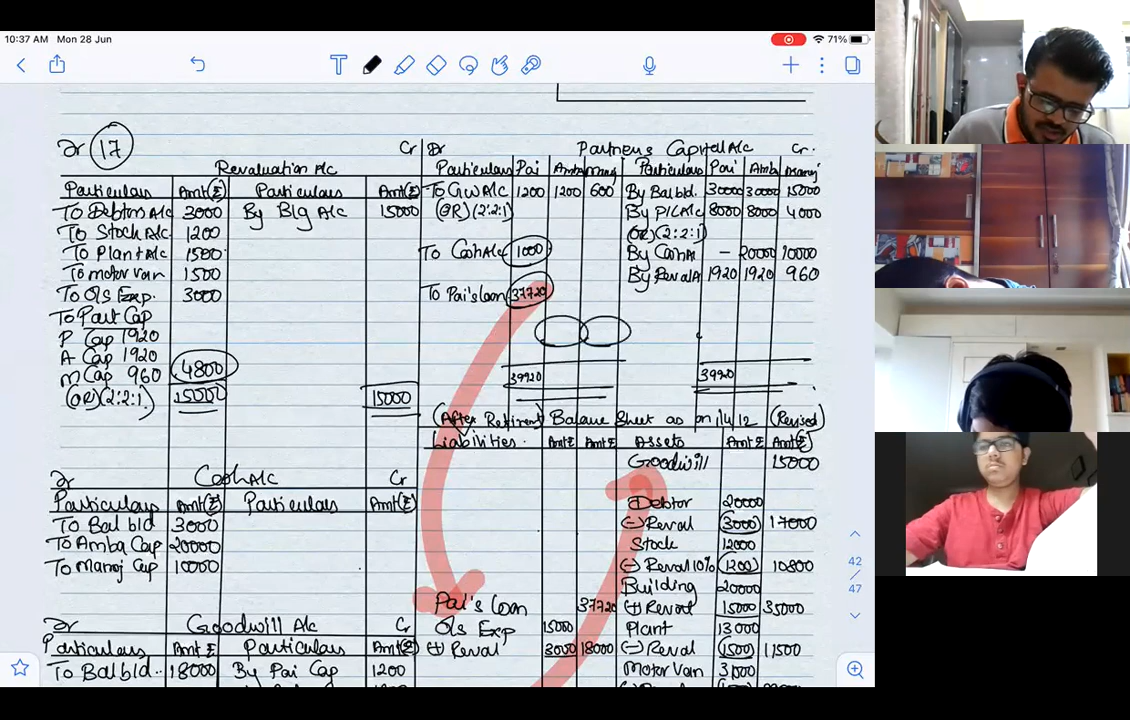 10:37 AM Mon 28 Jun
71%
Dr 17 Cr
Revaluation A/c
Particulars Amt(₹) Particulars Amt(₹)
To Debtors A/c 3000 By Blg A/c 15000
To Stock A/c 1200
To Plant A/c 1500
To Motor Van 1500
To O/s Exp. 3000
To Part Cap
P Cap 1920
A Cap 1920
M Cap 960 4800
(OR) (2:2:1) 15000 15000
Dr Partners Capital A/c Cr.
Particulars Pai Amba Manoj Particulars Pai Amba Manoj
To G/w A/c 1200 1200 600 By Bal bd. 30000 30000 15000
(OR) (2:2:1) By P/L A/c 8000 8000 4000
(OR) (2:2:1)
To Cash A/c 1000 By Cash A/c - 20000 10000
By Reval A 1920 1920 960
To Pai's loan 37720
39920 39920
(After Retirent) Balance Sheet as on 1/4/12 (Revised)
Liabilities. Amt ₹ Amt ₹ Assets Amt ₹ Amt ₹
Goodwill 15000
Debtor 20000
(-) Reval (3000) 17000
Stock 12000
(-) Reval 10% (1200) 10800
Building 20000
Pai's loan 37720 (+) Reval 15000 35000
O/s Exp 15000 Plant 13000
(+) Reval 3000 18000 (-) Reval (1500) 11500
Motor Van 31000
Dr Cash A/c Cr
Particulars Amt(₹) Particulars Amt(₹)
To Bal b/d 3000
To Amba Cap 20000
To Manoj Cap 10000
Dr Goodwill A/c Cr
Particulars Amt ₹ Particulars Amt(₹)
To Bal b/d.. 18000 By Pai Cap 1200
42
/
47